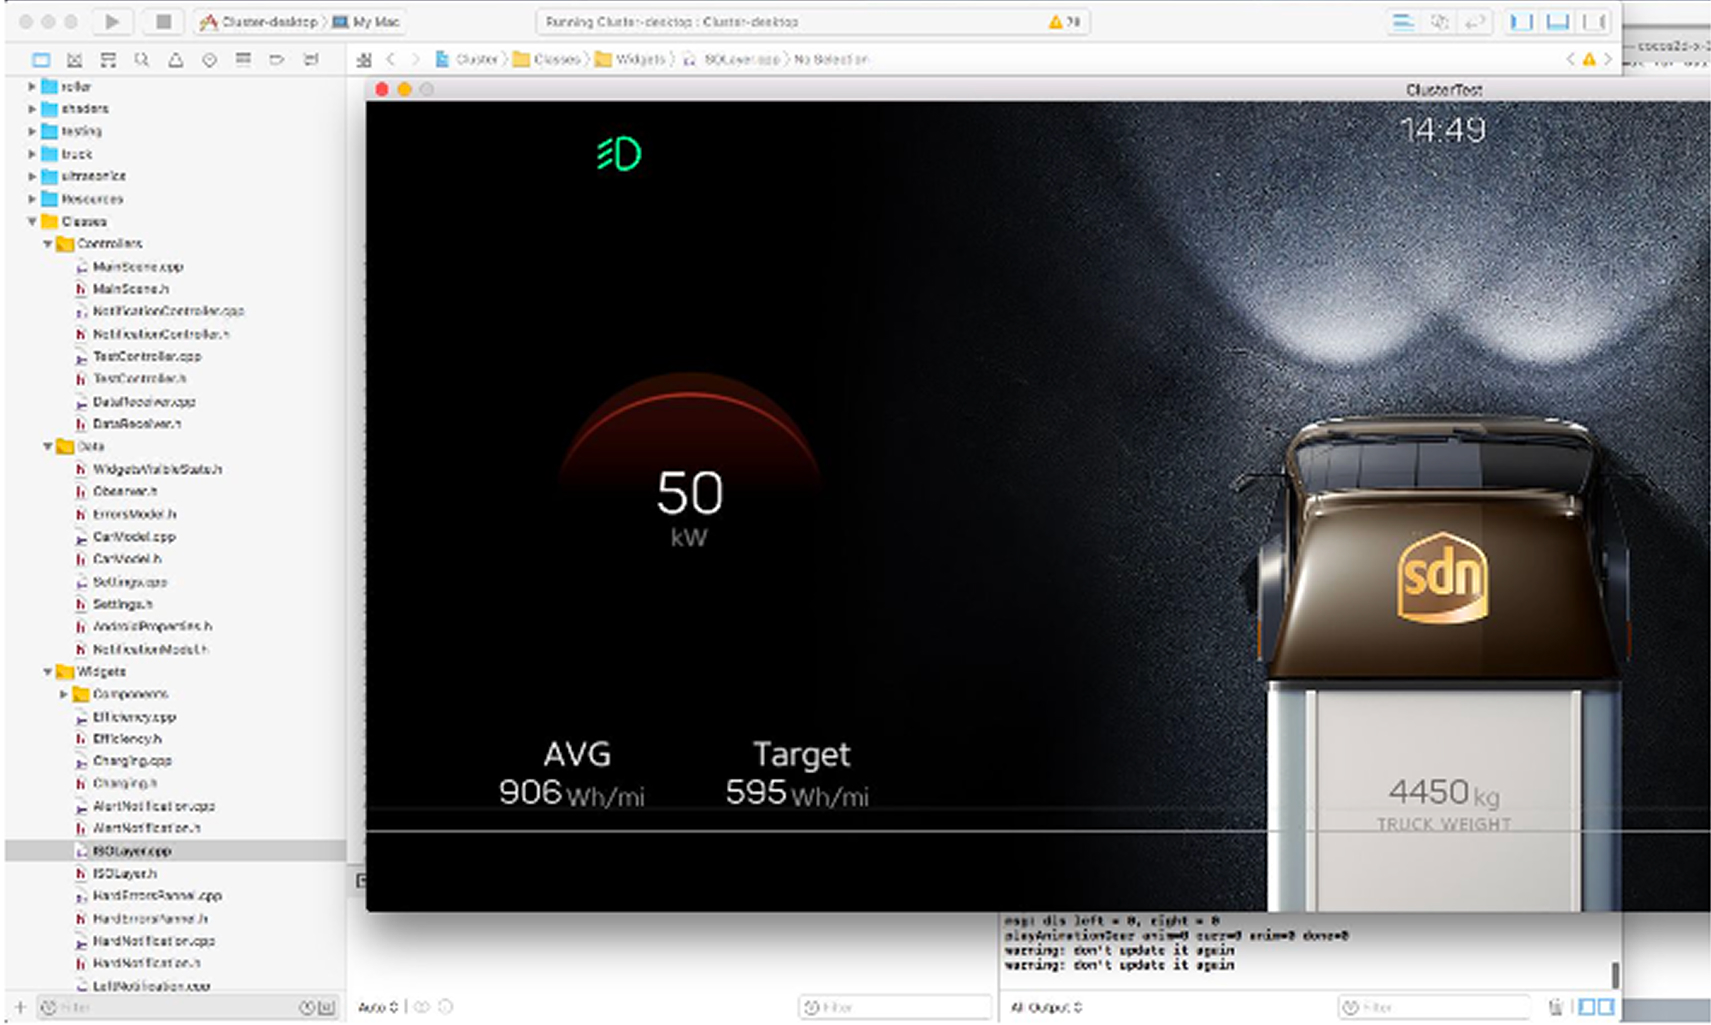 Cluster-desktop > My Mac
Running Cluster-desktop : Cluster-desktop
78
Cluster > Classes > Widgets > ISOLayer.cpp > No Selection
cocos2d-x-
roller
shaders
testing
truck
ultrasonics
Resources
Classes
Controllers
MainScene.cpp
MainScene.h
NotificationController.cpp
NotificationController.h
TestController.cpp
TestController.h
DataReceiver.cpp
DataReceiver.h
Data
WidgetsVisibleState.h
Observer.h
ErrorsModel.h
CarModel.cpp
CarModel.h
Settings.cpp
Settings.h
AndroidProperties.h
NotificationModel.h
Widgets
Components
Efficiency.cpp
Efficiency.h
Charging.cpp
Charging.h
AlertNotification.cpp
AlertNotification.h
ISOLayer.cpp
ISOLayer.h
HardErrorsPannel.cpp
HardErrorsPannel.h
HardNotification.cpp
HardNotification.h
LeftNotification.cpp
Filter
ClusterTest
14:49
50
kW
AVG
906 Wh/mi
Target
595 Wh/mi
sdn
4450 kg
TRUCK WEIGHT
msg: dis left = 0, right = 0
playAnimationGear anim=0 curr=0 anim=0 done=0
warning: don't update it again
warning: don't update it again
Auto
Filter
All Output
Filter